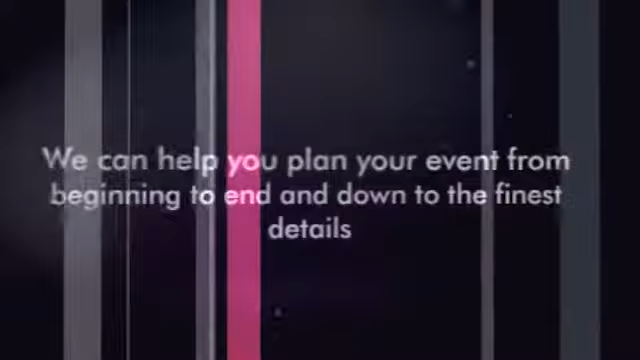 We can help you plan your event from
beginning to end and down to the finest
details